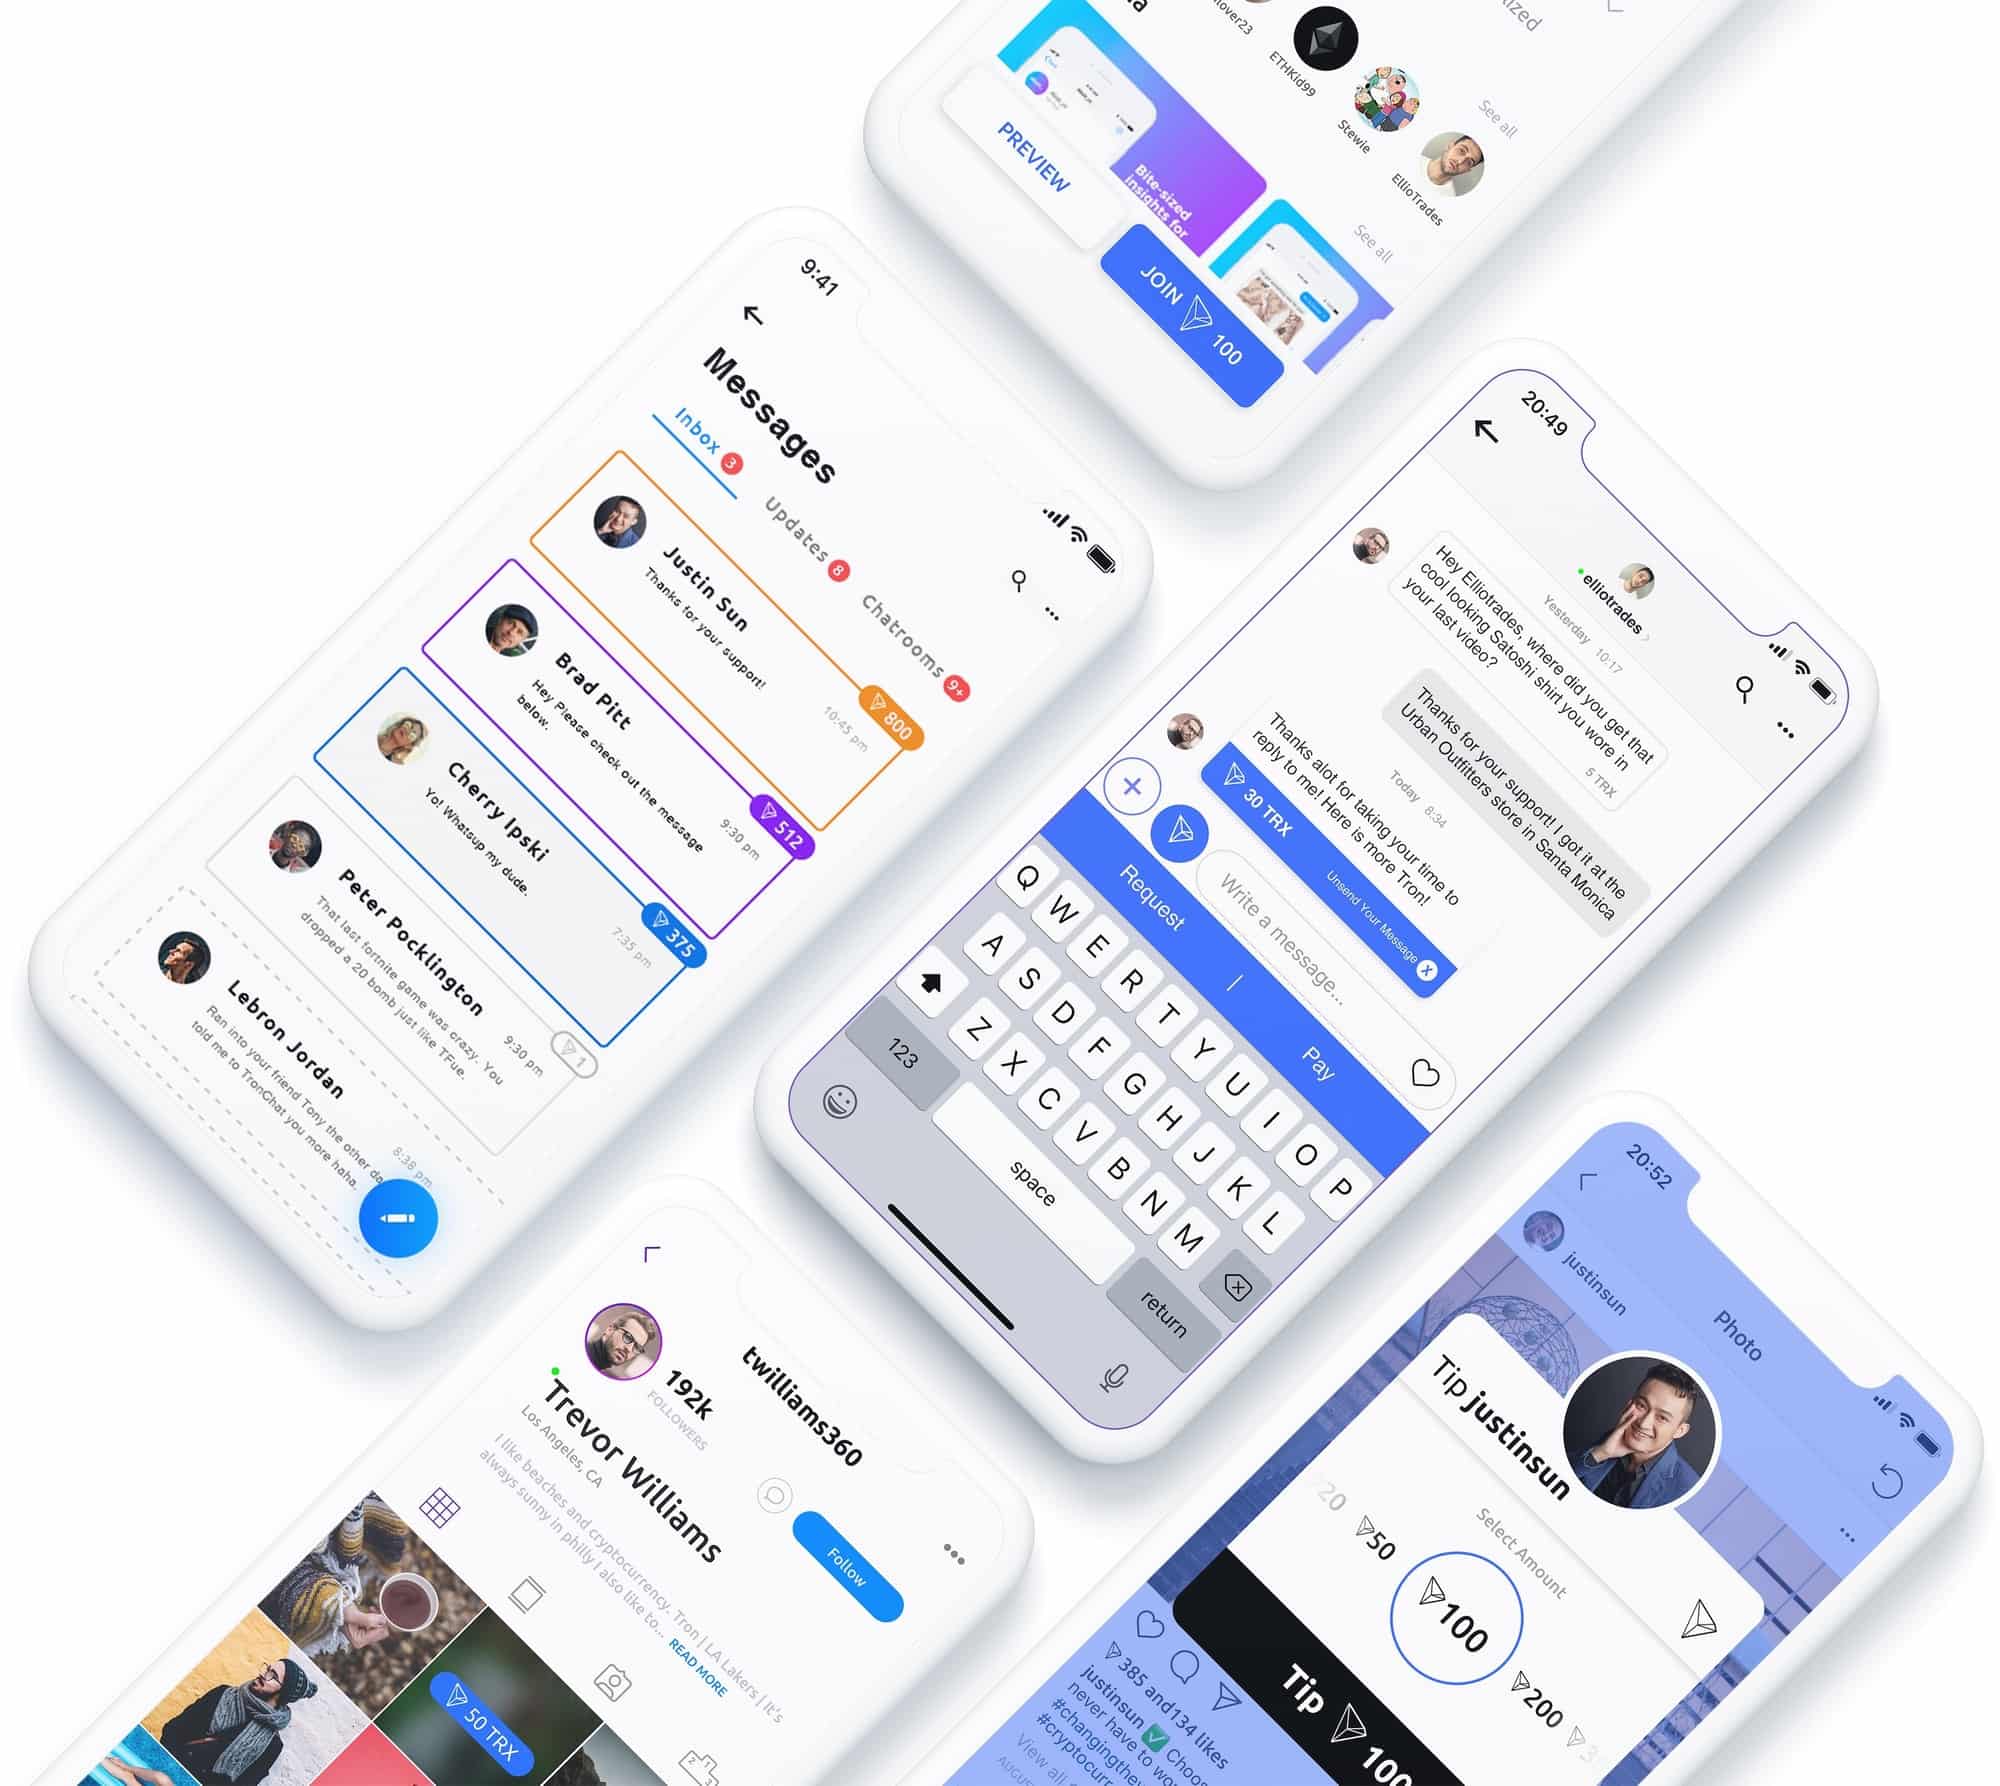 lover23
ETHKid99
Stewie
EllioTrades
See all
See all
PREVIEW
Bite-sized
insights for
JOIN 100
9:41
Messages
Inbox 3
Updates 8
Chatrooms 9+
Justin Sun
Thanks for your support!
10:45 pm
800
Brad Pitt
Hey Please check out the message
below.
9:30 pm
512
Cherry Ipski
Yo! Whatsup my dude.
7:35 pm
375
Peter Pocklington
That last fortnite game was crazy. You
dropped a 20 bomb just like TFue.
9:30 pm
1
Lebron Jordan
Ran into your friend Tony the other
told me to TronChat you more haha.
8:38 pm
20:49
elliotrades
Yesterday 10:17
Hey Elliotrades, where did you get that
cool looking Satoshi shirt you wore in
your last video?
5 TRX
Thanks for your support! I got it at the
Urban Outfitters store in Santa Monica
Today 8:34
Thanks alot for taking your time to
reply to me! Here is more Tron!
30 TRX
Unsend Your Message X
Write a message...
Request | Pay
Q W E R T Y U I O P
A S D F G H J K L
Z X C V B N M
123
space
return
twilliams360
192k
FOLLOWERS
Trevor Williams
Los Angeles, CA
I like beaches and cryptocurrency. Tron | LA Lakers | It's
always sunny in philly I also like to... READ MORE
Follow
50 TRX
20:52
Photo
justinsun
Tip justinsun
Select Amount
20
50
100
200
Tip 100
385 and134 likes
justinsun ✅ Choos
never have to wo
#changingthew
#cryptocurr
View all